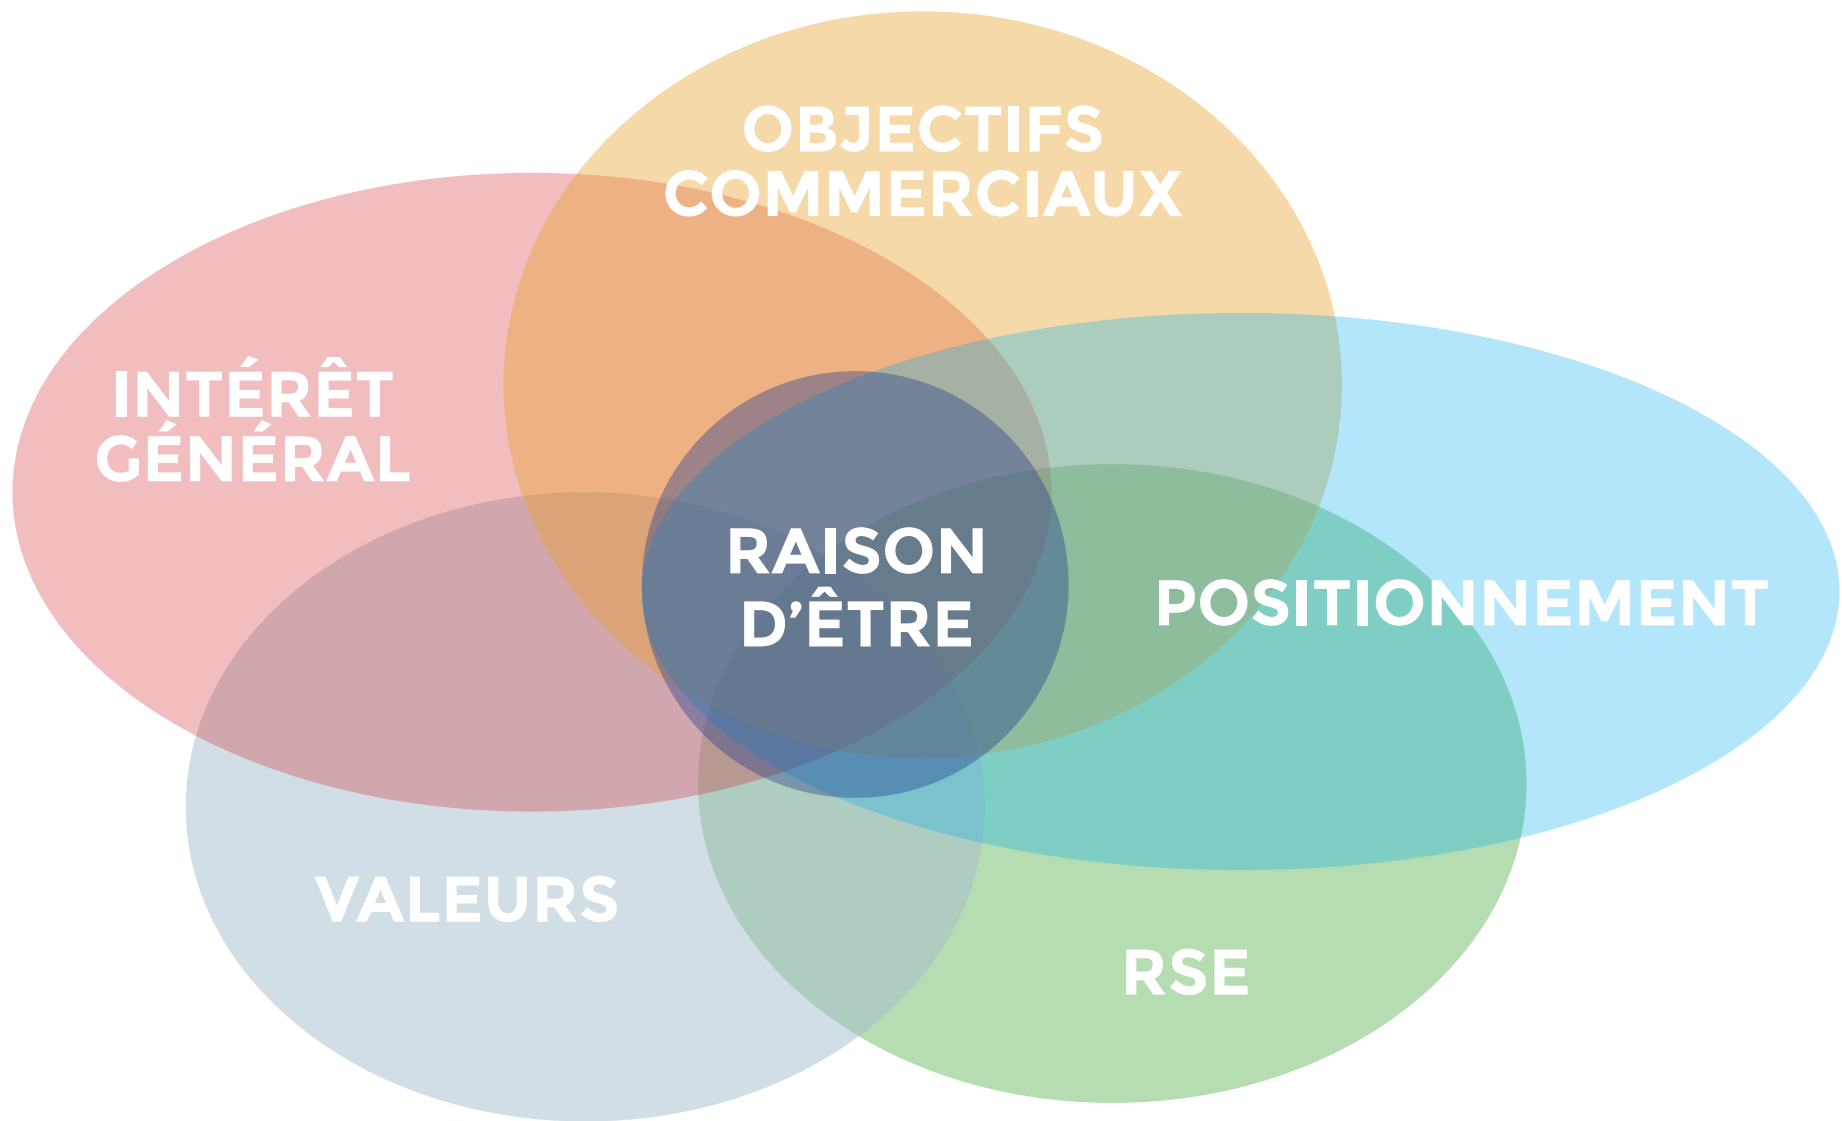 OBJECTIFS
COMMERCIAUX
INTÉRÊT
GÉNÉRAL
RAISON
D’ÊTRE
POSITIONNEMENT
VALEURS
RSE